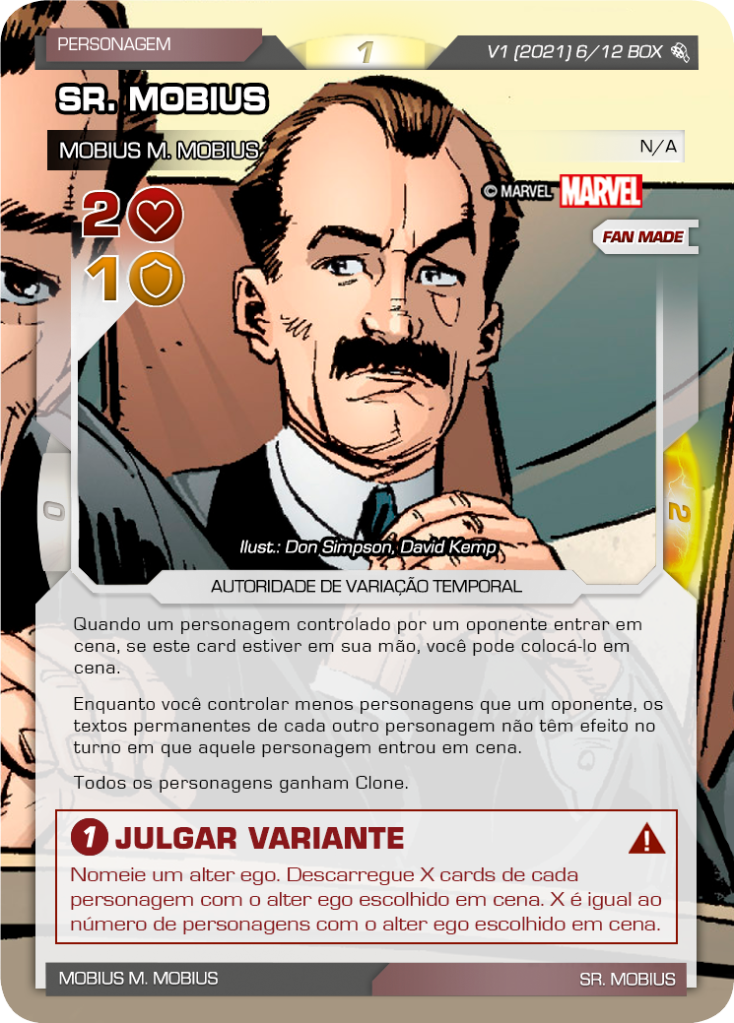 PERSONAGEM
1
V1 (2021) 6/12 BOX
SR. MOBIUS
MOBIUS M. MOBIUS
N/A
2
© MARVEL MARVEL
FAN MADE
1
0
2
Ilust.: Don Simpson, David Kemp
AUTORIDADE DE VARIAÇÃO TEMPORAL
Quando um personagem controlado por um oponente entrar em
cena, se este card estiver em sua mão, você pode colocá-lo em
cena.
Enquanto você controlar menos personagens que um oponente, os
textos permanentes de cada outro personagem não têm efeito no
turno em que aquele personagem entrou em cena.
Todos os personagens ganham Clone.
1 JULGAR VARIANTE
Nomeie um alter ego. Descarregue X cards de cada
personagem com o alter ego escolhido em cena. X é igual ao
número de personagens com o alter ego escolhido em cena.
MOBIUS M. MOBIUS
SR. MOBIUS